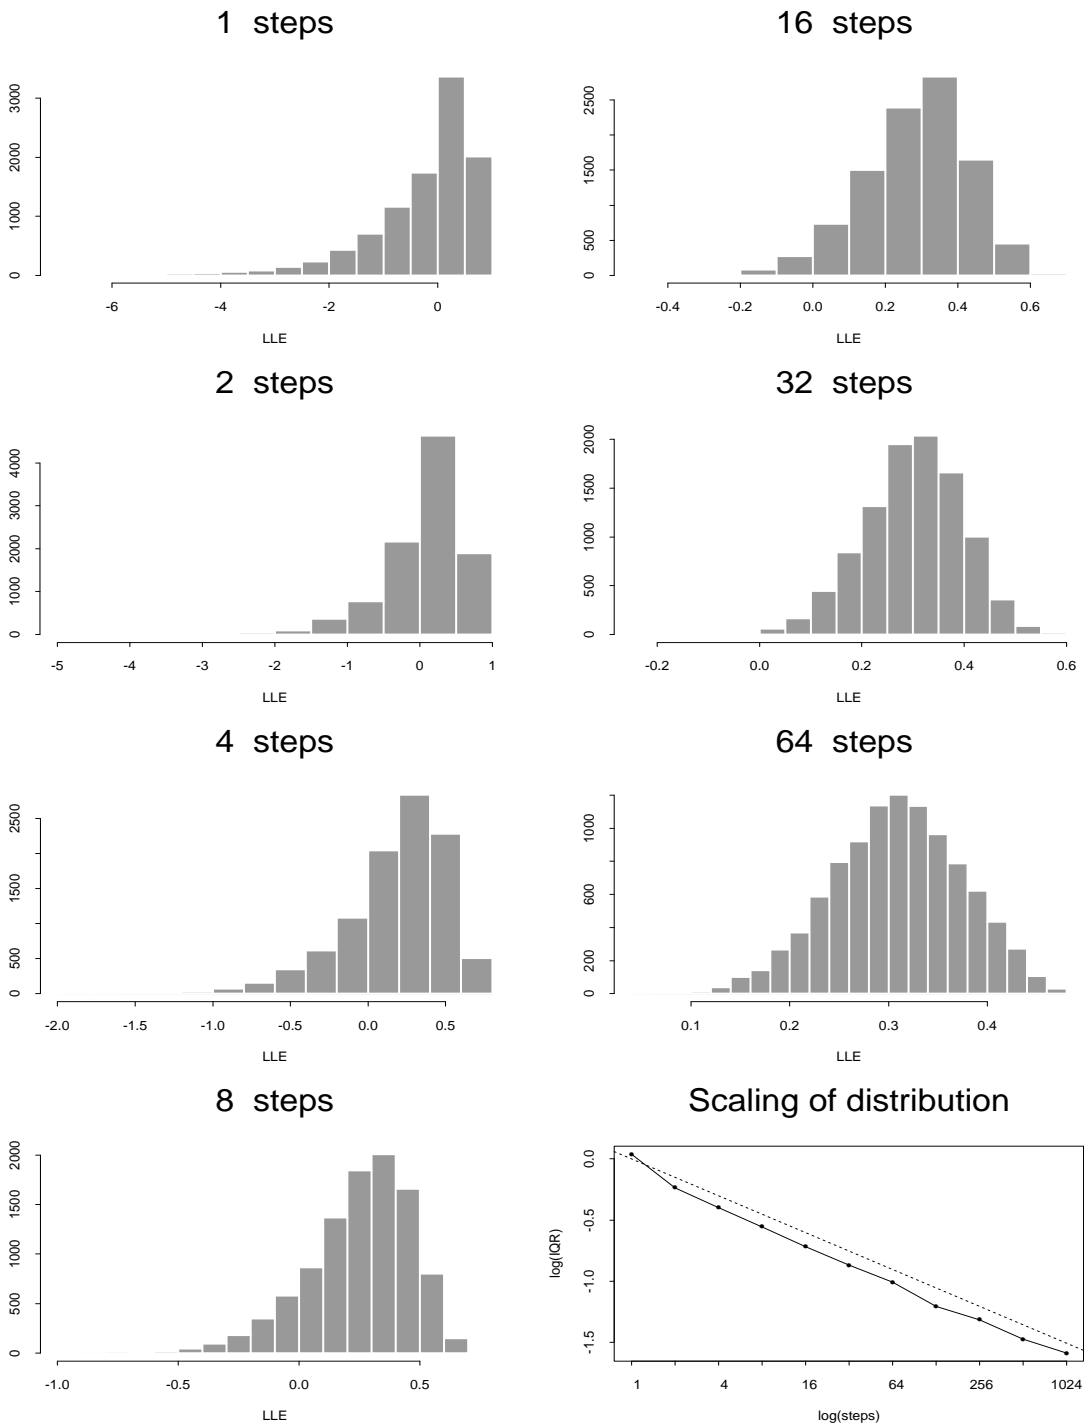 1 steps
3000
2000
1000
0
-6 -4 -2 0
LLE
2 steps
4000
3000
2000
1000
0
-5 -4 -3 -2 -1 0 1
LLE
4 steps
2500
1500
500
0
-2.0 -1.5 -1.0 -0.5 0.0 0.5
LLE
8 steps
2000
1500
1000
500
0
-1.0 -0.5 0.0 0.5
LLE
16 steps
2500
1500
500
0
-0.4 -0.2 0.0 0.2 0.4 0.6
LLE
32 steps
2000
1500
1000
500
0
-0.2 0.0 0.2 0.4 0.6
LLE
64 steps
1000
600
200
0
0.1 0.2 0.3 0.4
LLE
Scaling of distribution
log(IQR)
0.0
-0.5
-1.0
-1.5
1 4 16 64 256 1024
log(steps)